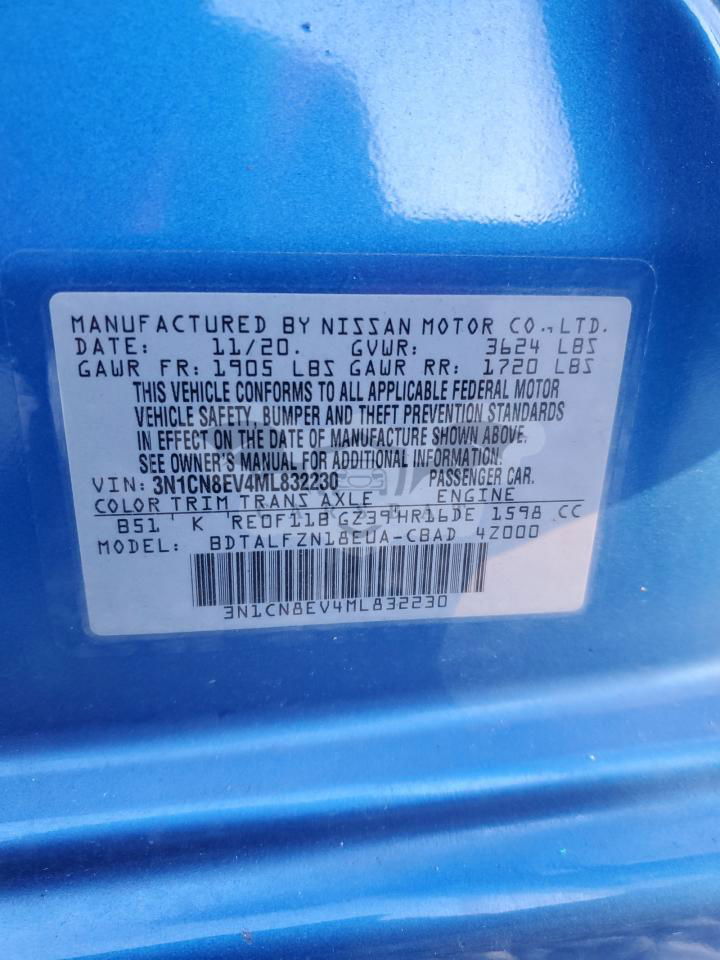 MANUFACTURED BY NISSAN MOTOR CO., LTD.
DATE: 11/20. GVWR: 3624 LBS
GAWR FR: 1905 LBS GAWR RR: 1720 LBS
THIS VEHICLE CONFORMS TO ALL APPLICABLE FEDERAL MOTOR
VEHICLE SAFETY, BUMPER AND THEFT PREVENTION STANDARDS
IN EFFECT ON THE DATE OF MANUFACTURE SHOWN ABOVE.
SEE OWNER'S MANUAL FOR ADDITIONAL INFORMATION.
VIN: 3N1CN8EV4ML832230 PASSENGER CAR.
COLOR TRIM TRANS AXLE ENGINE
B51 K RE0F11B GZ39 HR16DE 1598 CC
MODEL: BDTALFZN18EUA-CBAD 4Z000
3N1CN8EV4ML832230